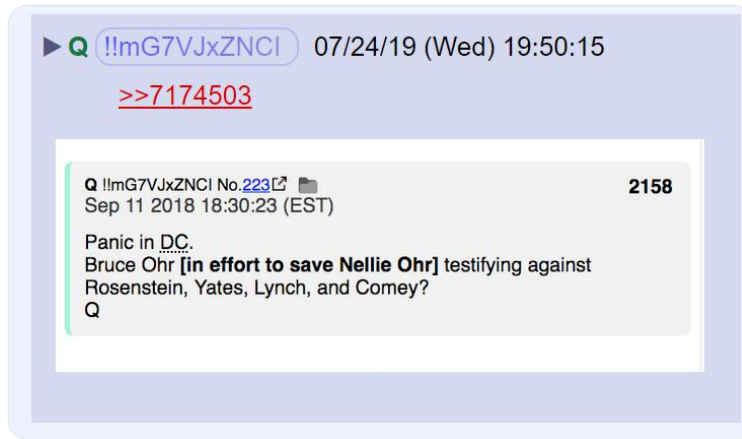 ▶ Q !!mG7VJxZNCI 07/24/19 (Wed) 19:50:15
>>7174503
Q !!mG7VJxZNCI No.223 2158
Sep 11 2018 18:30:23 (EST)
Panic in DC.
Bruce Ohr [in effort to save Nellie Ohr] testifying against
Rosenstein, Yates, Lynch, and Comey?
Q